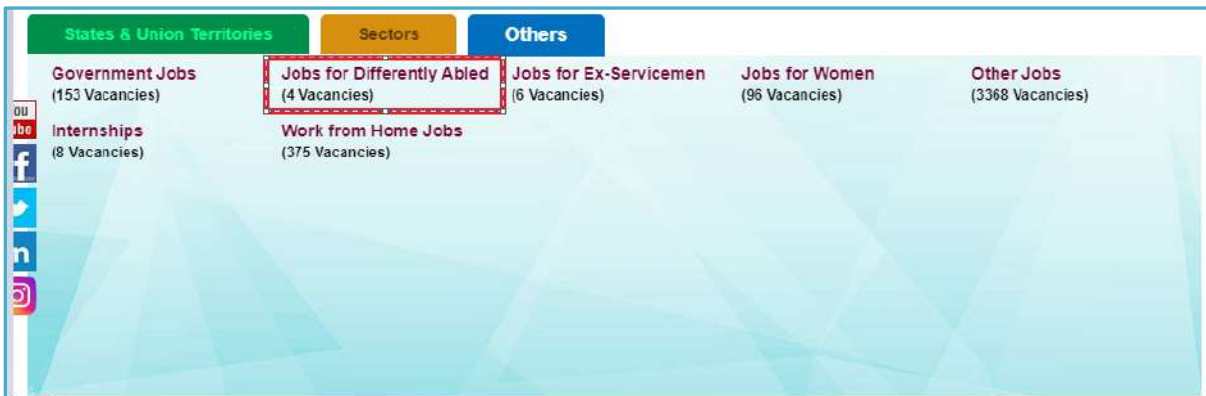 States & Union Territories
Sectors
Others
Government Jobs
(153 Vacancies)
Jobs for Differently Abled
(4 Vacancies)
Jobs for Ex-Servicemen
(6 Vacancies)
Jobs for Women
(96 Vacancies)
Other Jobs
(3368 Vacancies)
Internships
(8 Vacancies)
Work from Home Jobs
(375 Vacancies)